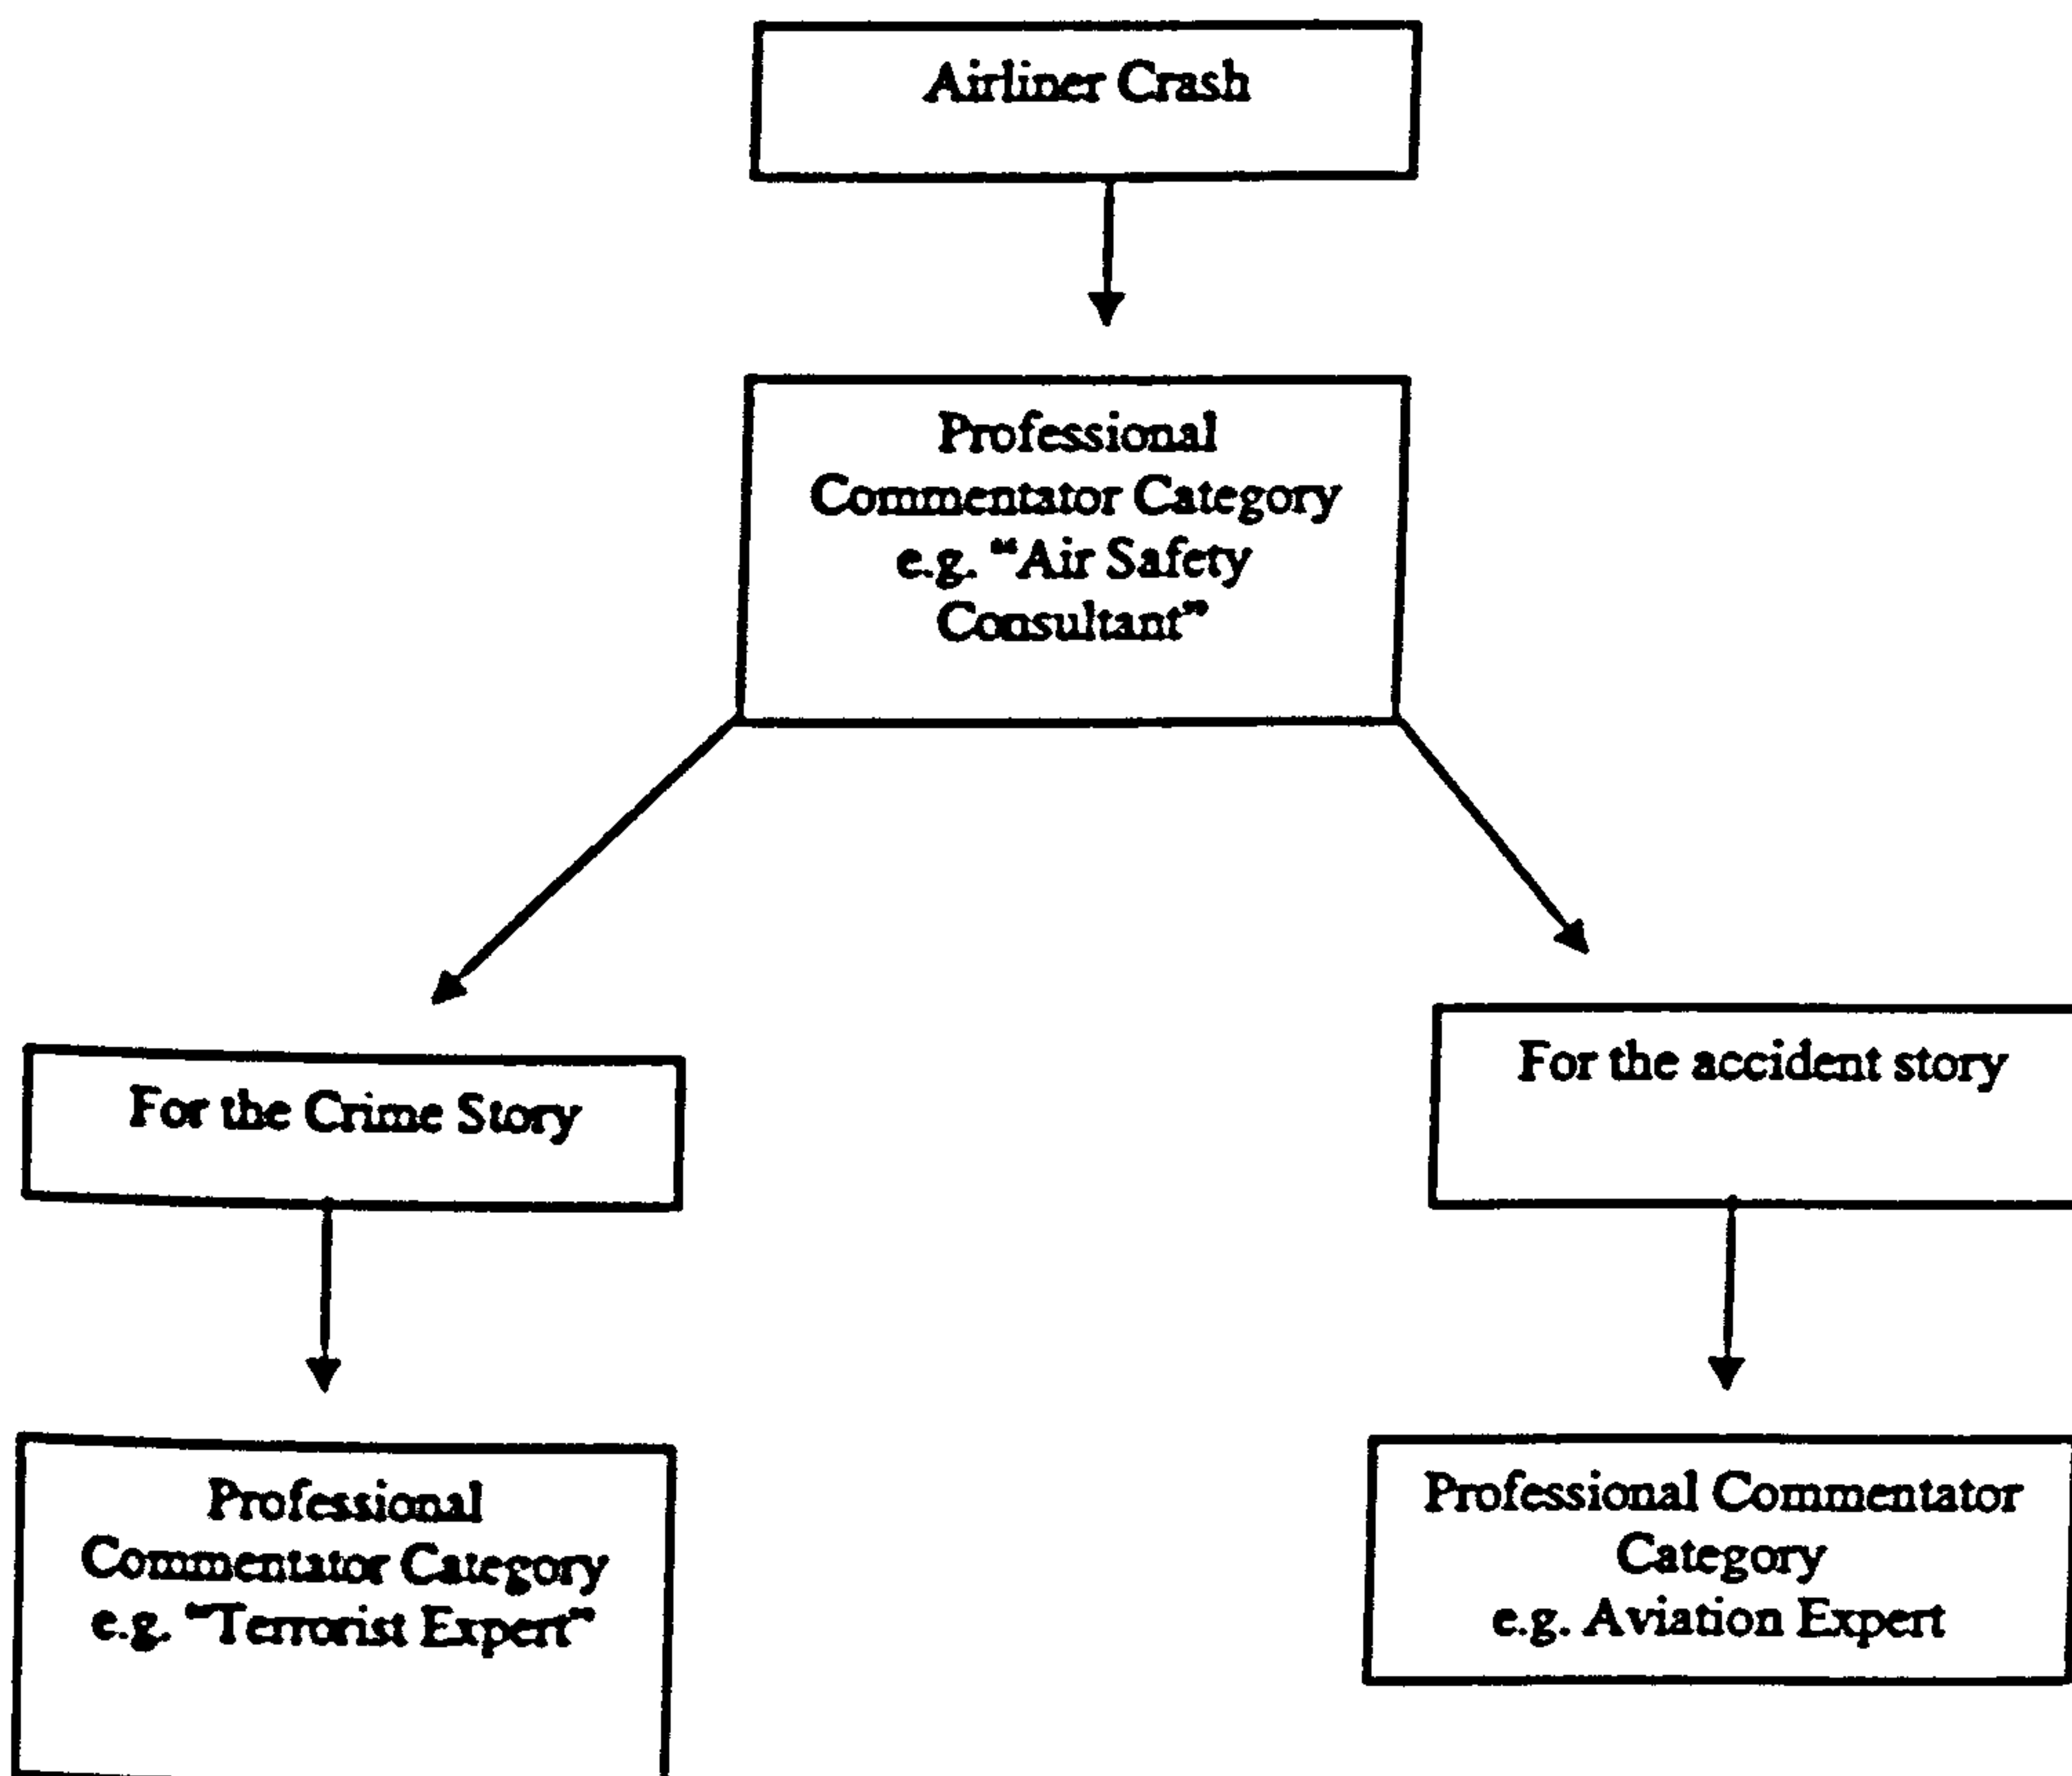 Airliner Crash
Professional
Commentator Category
e.g. “Air Safety
Consultant”
For the Crime Story
For the accident story
Professional
Commentator Category
e.g. “Terrorist Expert”
Professional Commentator
Category
e.g. Aviation Expert